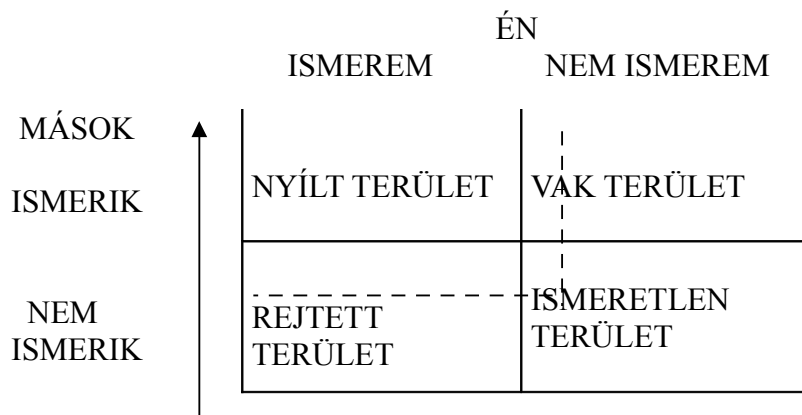 ÉN
ISMEREM NEM ISMEREM
MÁSOK
ISMERIK
NYÍLT TERÜLET
VAK TERÜLET
NEM
ISMERIK
REJTETT
TERÜLET
ISMERETLEN
TERÜLET